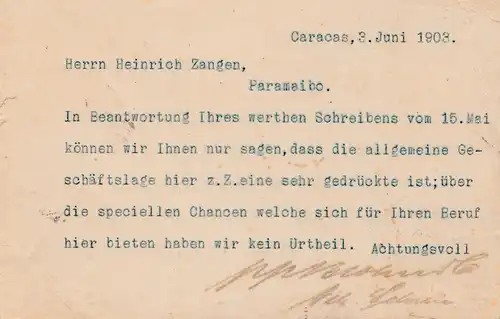 Caracas, 3. Juni 1903.
Herrn Heinrich Zangen,
Parameibo.
In Beantwortung Ihres werthen Schreibens vom 15.Mai
können wir Ihnen nur sagen,dass die allgemeine Ge-
schäftslage hier z.Z.eine sehr gedrückte ist;über
die speciellen Chancen welche sich für Ihren Beruf
hier bieten haben wir kein Urtheil. Achtungsvoll